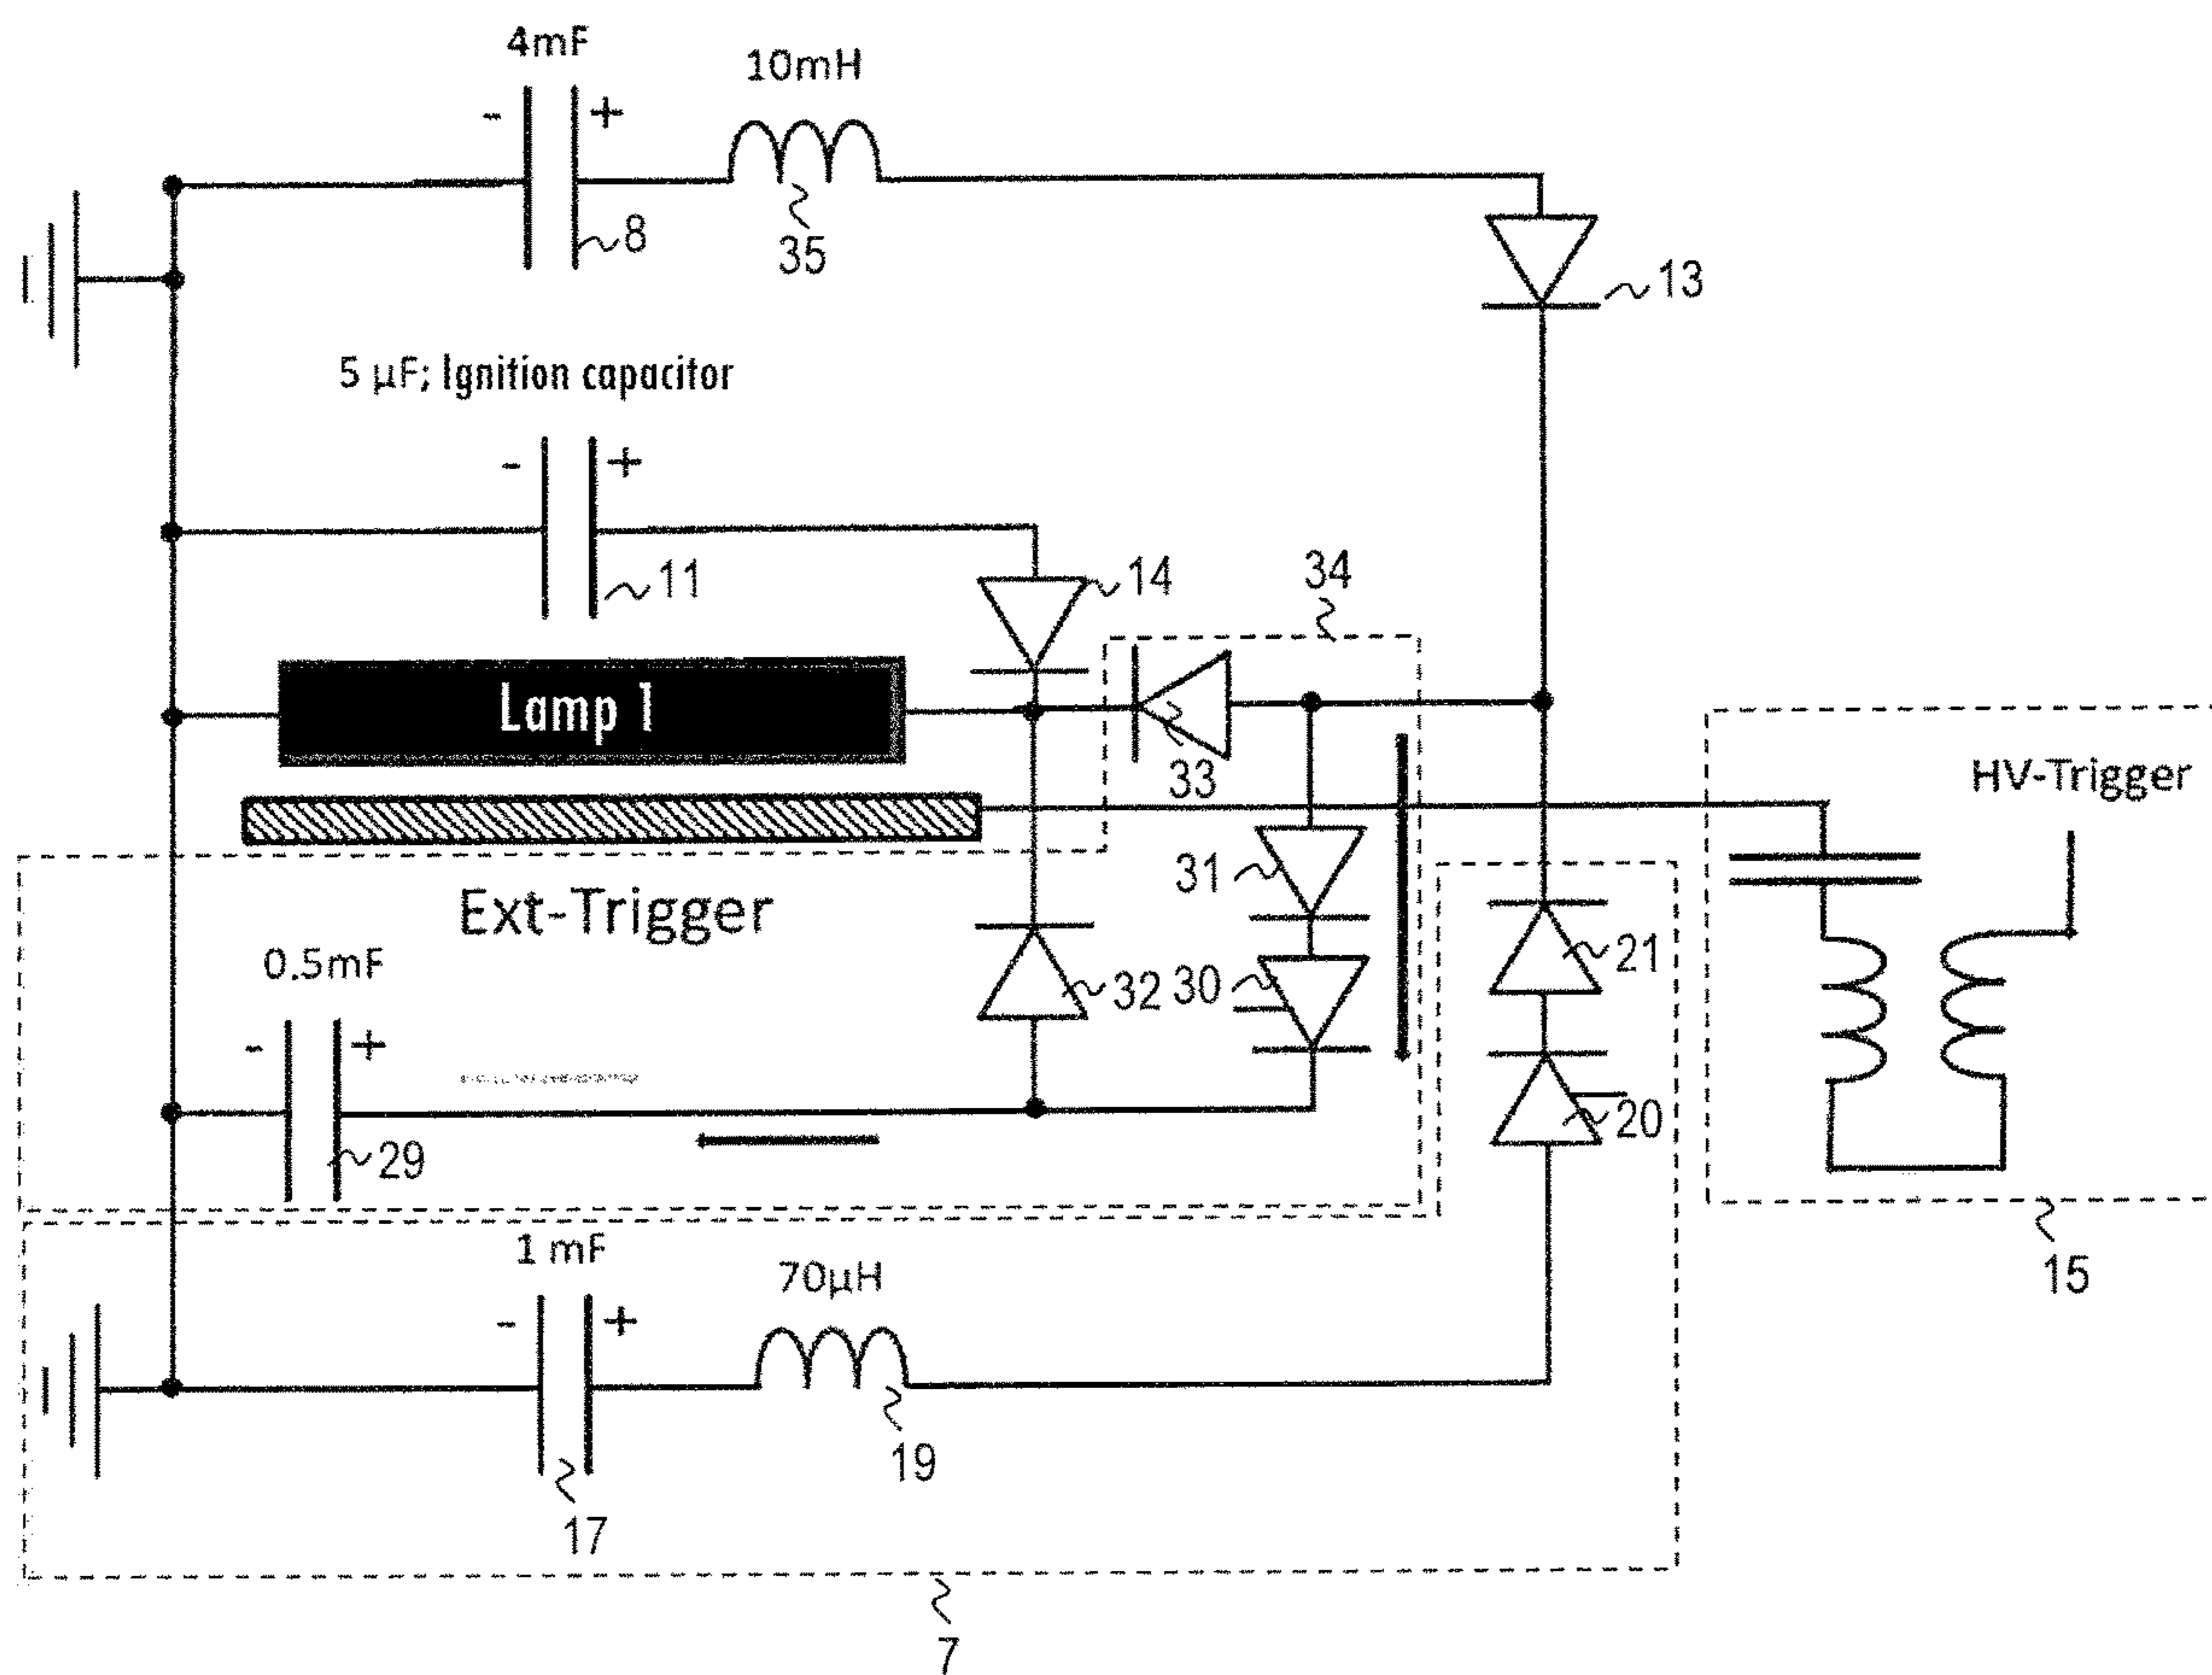 4mF
10mH
- +
8
35
13
5 µF; Ignition capacitor
- +
11
14
34
Lamp 1
33
HV-Trigger
31
Ext-Trigger
21
0.5mF
32
30
- +
20
29
1 mF
70µH
15
- +
19
17
7